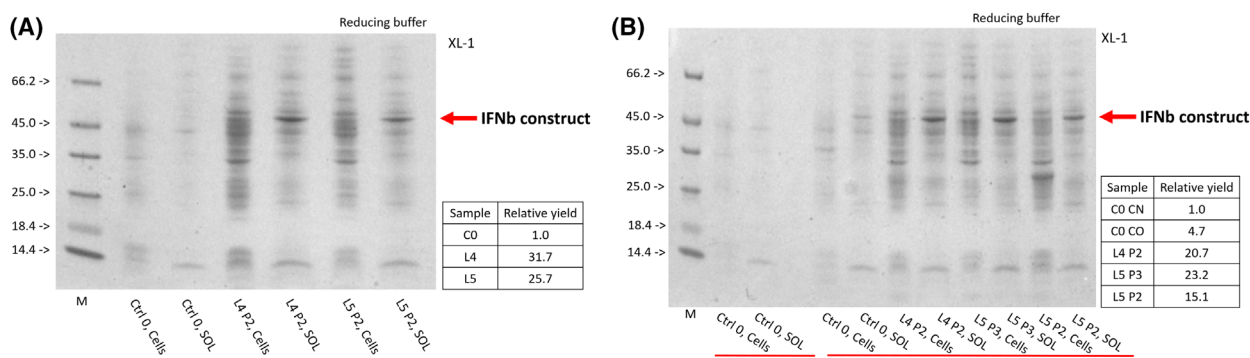 (A)
Reducing buffer
XL-1
66.2 ->
45.0 ->
35.0 ->
25.0 ->
18.4 ->
14.4 ->
IFNb construct
Sample Relative yield
C0 1.0
L4 31.7
L5 25.7
M
Ctrl 0, Cells
Ctrl 0, SOL
L4 P2, Cells
L4 P2, SOL
L5 P2, Cells
L5 P2, SOL
(B)
Reducing buffer
XL-1
66.2 ->
45.0 ->
35.0 ->
25.0 ->
18.4 ->
14.4 ->
IFNb construct
Sample Relative yield
C0 CN 1.0
C0 CO 4.7
L4 P2 20.7
L5 P3 23.2
L5 P2 15.1
M
Ctrl 0, Cells
Ctrl 0, SOL
Ctrl 0, Cells
Ctrl 0, SOL
L4 P2, Cells
L4 P2, SOL
L5 P3, Cells
L5 P3, SOL
L5 P2, Cells
L5 P2, SOL